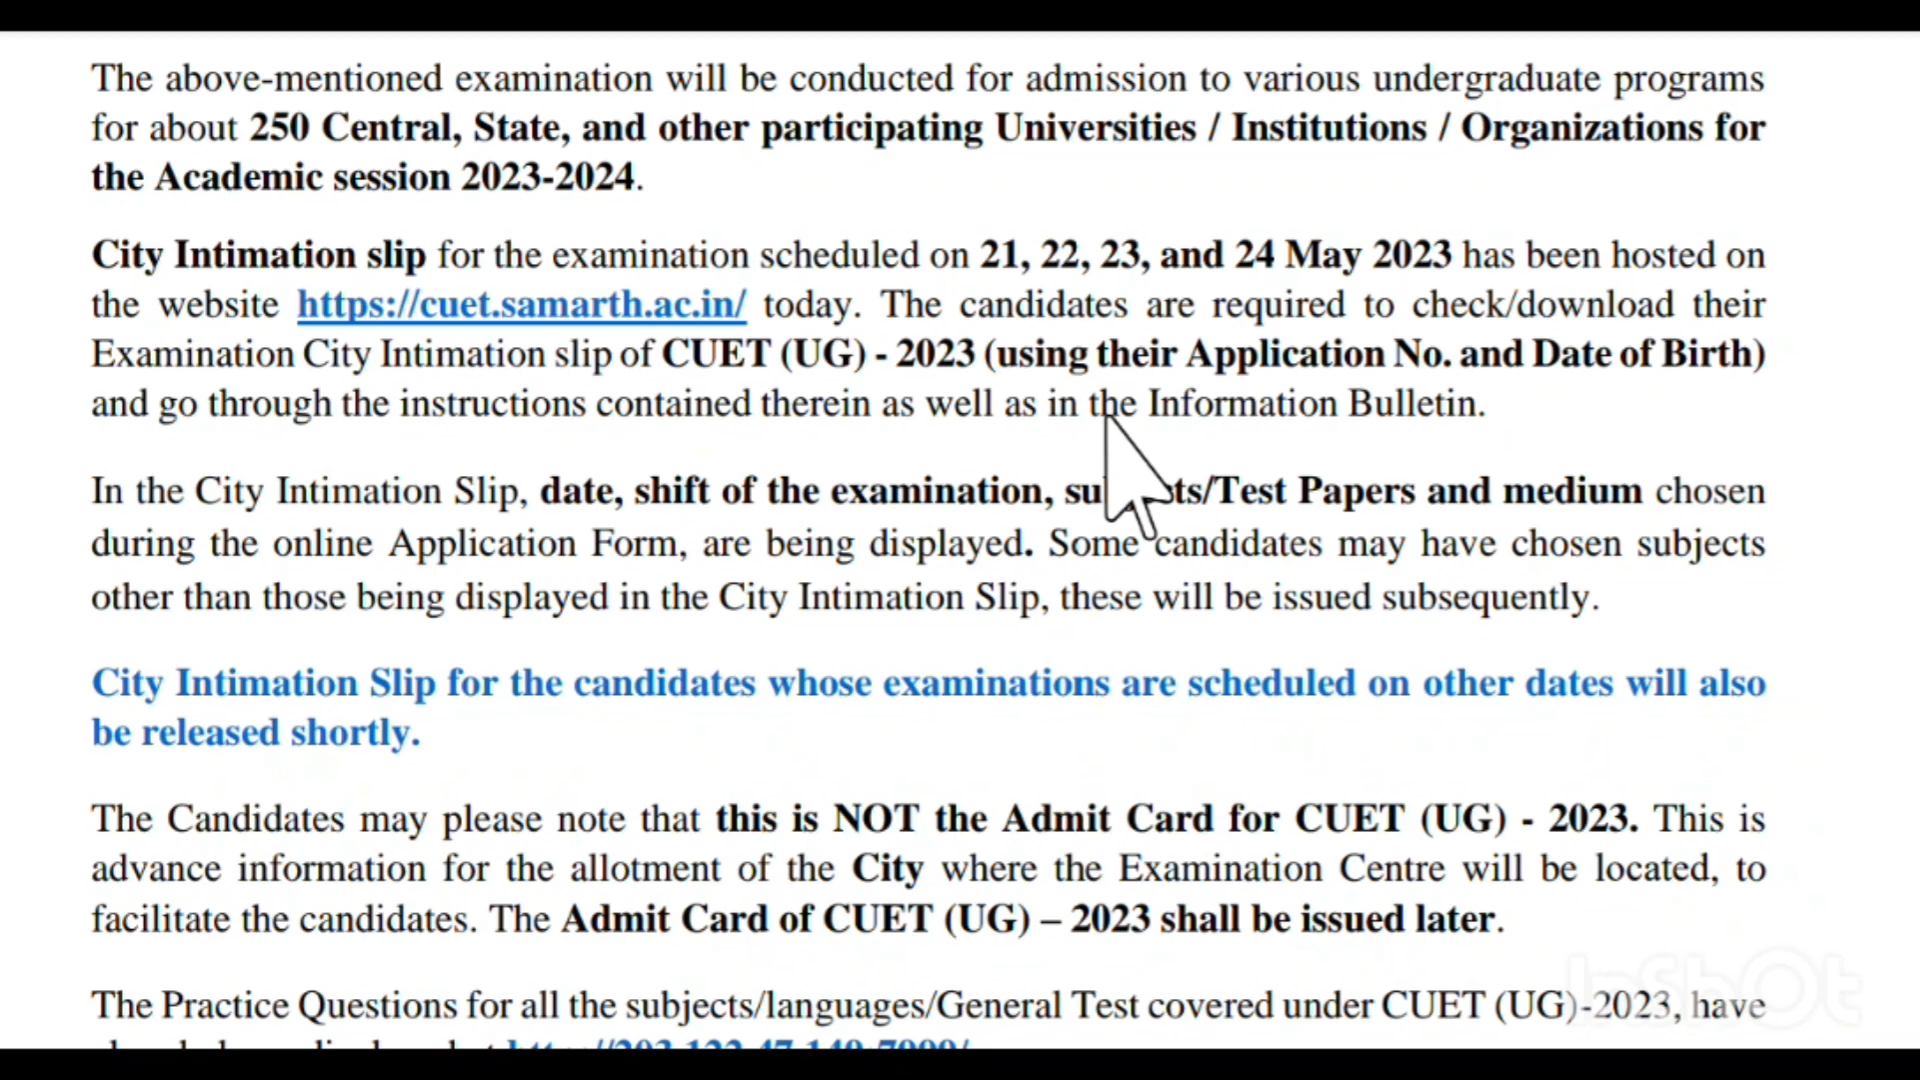 The above-mentioned examination will be conducted for admission to various undergraduate programs
for about 250 Central, State, and other participating Universities / Institutions / Organizations for
the Academic session 2023-2024.
City Intimation slip for the examination scheduled on 21, 22, 23, and 24 May 2023 has been hosted on
the website https://cuet.samarth.ac.in/ today. The candidates are required to check/download their
Examination City Intimation slip of CUET (UG) - 2023 (using their Application No. and Date of Birth)
and go through the instructions contained therein as well as in the Information Bulletin.
In the City Intimation Slip, date, shift of the examination, /Test Papers and medium chosen
during the online Application Form, are being displayed. Some candidates may have chosen subjects
other than those being displayed in the City Intimation Slip, these will be issued subsequently.
City Intimation Slip for the candidates whose examinations are scheduled on other dates will also
be released shortly.
The Candidates may please note that this is NOT the Admit Card for CUET (UG) - 2023. This is
advance information for the allotment of the City where the Examination Centre will be located, to
facilitate the candidates. The Admit Card of CUET (UG) – 2023 shall be issued later.
The Practice Questions for all the subjects/languages/General Test covered under CUET (UG)-2023, have
InShOt